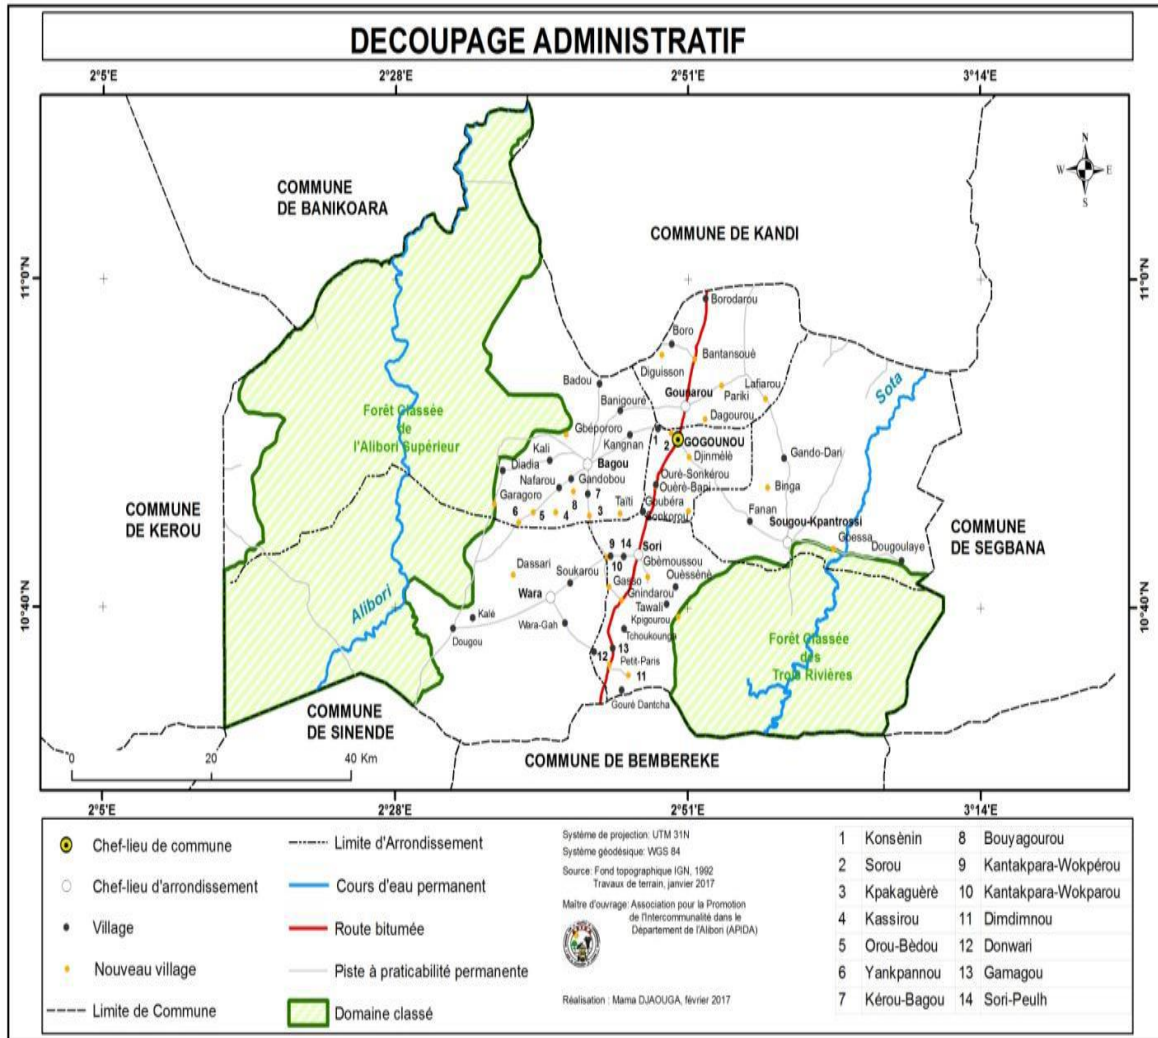 DECOUPAGE ADMINISTRATIF
2°5'E
2°28'E
2°51'E
3°14'E
N
W
E
S
COMMUNE
DE BANIKOARA
COMMUNE DE KANDI
11°0'N
11°0'N
Borodarou
Boro
Bantansouè
Diguisson
Badou
Lafiarou
Sota
Pariki
Gounarou
Banigouré
Forêt Classée
de
l'Alibori Supérieur
Gbépororo
Dagourou
1
2
GOGOUNOU
Kangnan
Djinmèlè
Kali
Gando-Dari
Bagou
Diadia
Gandobou
Ouré-Sonkérou
Ouèrè-Bapi
Nafarou
Binga
Garagoro
8
7
Taïti
Goubéra
6
5
4
3
Fanan
COMMUNE
DE KEROU
Sougou-Kpantrossi
COMMUNE
DE SEGBANA
Sori
Gbessa
9
14
10
Gbèmoussou
Dougoulaye
Dassari
Soukarou
Gasso
Ouèssènè
Wara
Gnindarou
10°40'N
10°40'N
Tawali
Alibori
Kalé
Kpigourou
Wara-Gah
Tchoukounga
Dougou
Forêt Classée
des
Trois Rivières
12
13
Petit-Paris
11
Gouré Dantcha
COMMUNE
DE SINENDE
COMMUNE DE BEMBEREKE
0
20
40 Km
2°5'E
2°28'E
2°51'E
3°14'E
Chef-lieu de commune
Chef-lieu d'arrondissement
Village
Nouveau village
Limite de Commune
Limite d'Arrondissement
Cours d'eau permanent
Route bitumée
Piste à praticabilité permanente
Domaine classé
Système de projection: UTM 31N
Système géodésique: WGS 84
Source: Fond topographique IGN, 1992
Travaux de terrain, janvier 2017
Maître d'ouvrage: Association pour la Promotion
de l'Intercommunalité dans le
Département de l'Alibori (APIDA)
Réalisation : Mama DJAOUGA, février 2017
1 Konsènin 8 Bouyagourou
2 Sorou 9 Kantakpara-Wokpérou
3 Kpakaguèrè 10 Kantakpara-Wokparou
4 Kassirou 11 Dimdimnou
5 Orou-Bèdou 12 Donwari
6 Yankpannou 13 Gamagou
7 Kérou-Bagou 14 Sori-Peulh